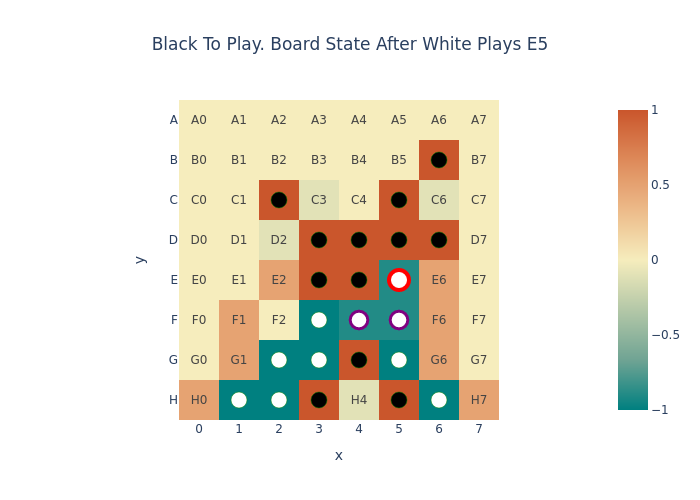 Black To Play. Board State After White Plays E5
A A0 A1 A2 A3 A4 A5 A6 A7
B B0 B1 B2 B3 B4 B5 B7
C C0 C1 C3 C4 C6 C7
D D0 D1 D2 D7
E E0 E1 E2 E6 E7
F F0 F1 F2 F6 F7
G G0 G1 G6 G7
H H0 H4 H7
0 1 2 3 4 5 6 7
x
y
1
0.5
0
−0.5
−1